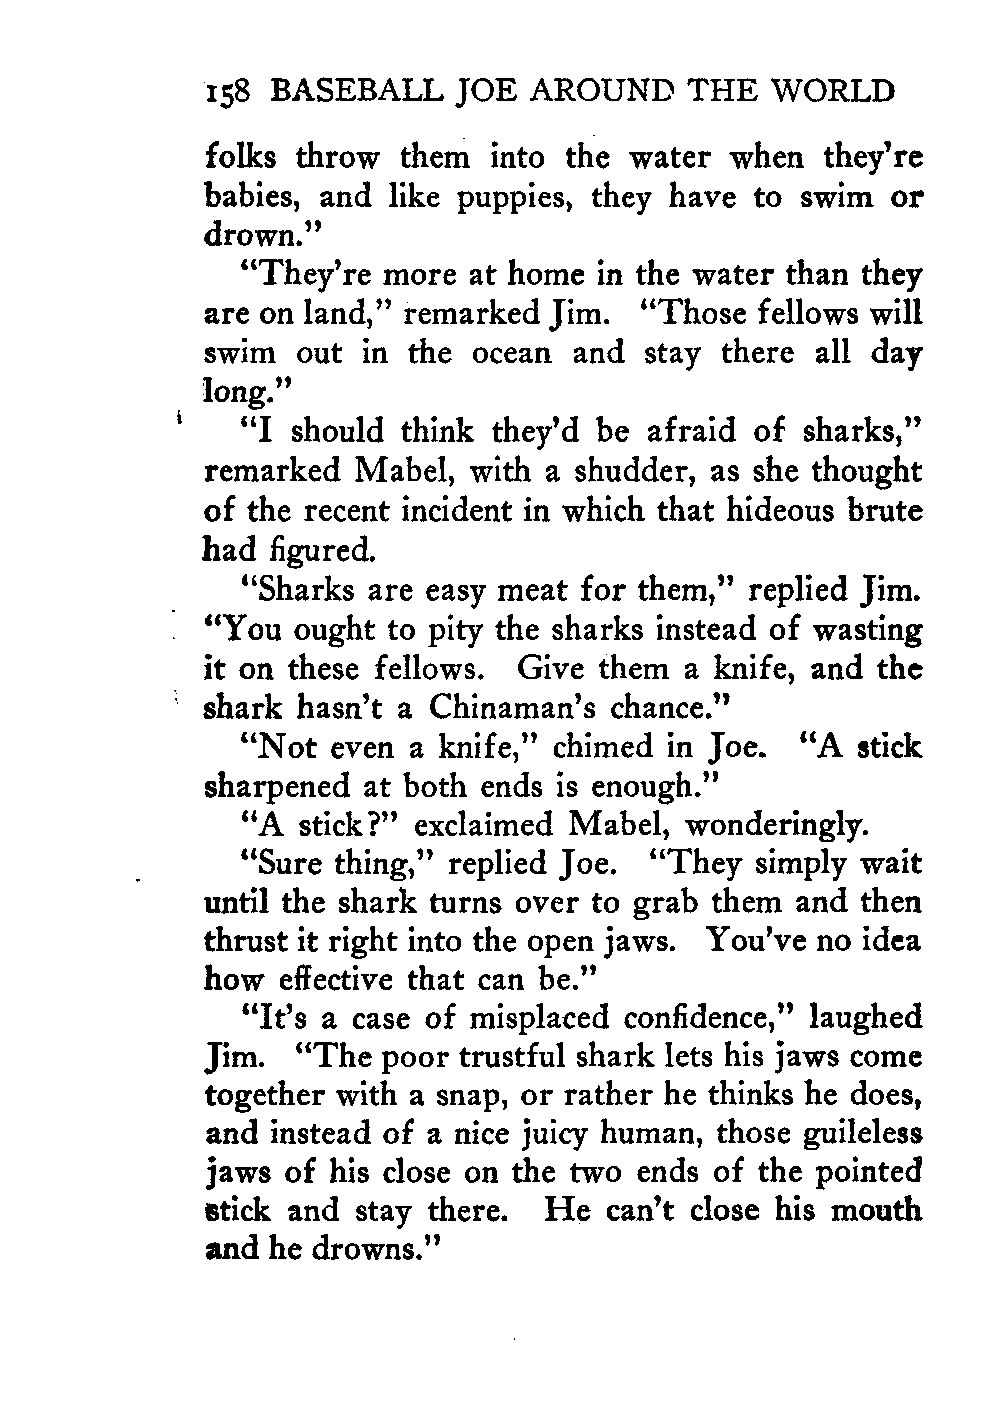 158 BASEBALL JOE AROUND THE WORLD
folks throw them into the water when they're
babies, and like puppies, they have to swim or
drown."
"They're more at home in the water than they
are on land," remarked Jim. "Those fellows will
swim out in the ocean and stay there all day
long."
"I should think they'd be afraid of sharks,"
remarked Mabel, with a shudder, as she thought
of the recent incident in which that hideous brute
had figured.
"Sharks are easy meat for them," replied Jim.
"You ought to pity the sharks instead of wasting
it on these fellows. Give them a knife, and the
shark hasn't a Chinaman's chance."
"Not even a knife," chimed in Joe. "A stick
sharpened at both ends is enough."
"A stick?" exclaimed Mabel, wonderingly.
"Sure thing," replied Joe. "They simply wait
until the shark turns over to grab them and then
thrust it right into the open jaws. You've no idea
how effective that can be."
"It's a case of misplaced confidence," laughed
Jim. "The poor trustful shark lets his jaws come
together with a snap, or rather he thinks he does,
and instead of a nice juicy human, those guileless
jaws of his close on the two ends of the pointed
stick and stay there. He can't close his mouth
and he drowns."